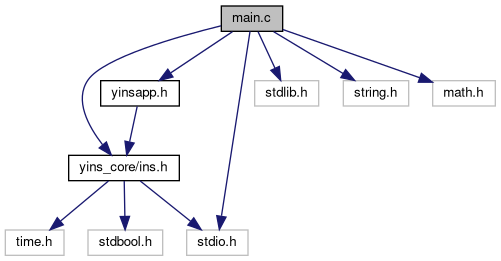 main.c
yinsapp.h
stdlib.h
string.h
math.h
yins_core/ins.h
time.h
stdbool.h
stdio.h